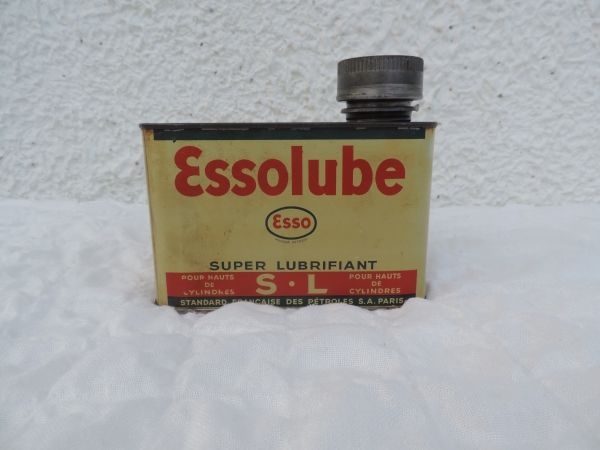 Essolube
Esso
SUPER LUBRIFIANT
POUR HAUTS DE CYLINDRES
S·L
POUR HAUTS DE CYLINDRES
STANDARD FRANÇAISE DES PÉTROLES S.A. PARIS